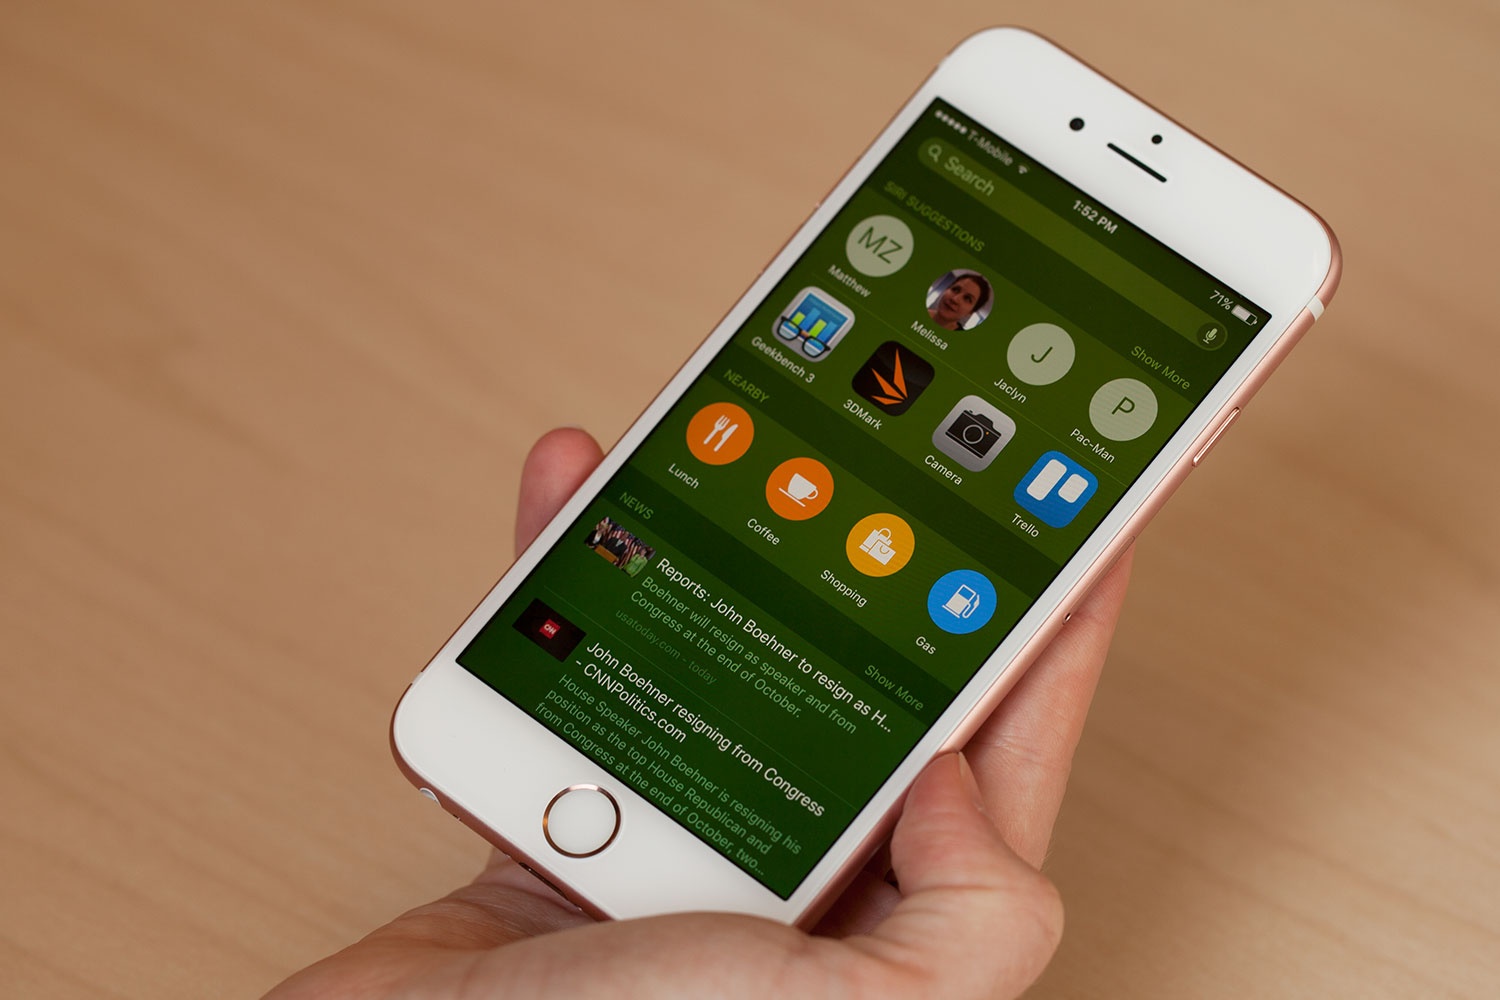 T-Mobile
1:52 PM
71%
Search
SIRI SUGGESTIONS
Show More
MZ
J
P
Matthew
Melissa
Jaclyn
Pac-Man
Geekbench 3
3DMark
Camera
Trello
NEARBY
Lunch
Coffee
Shopping
Gas
NEWS
Show More
Reports: John Boehner to resign as H...
Boehner will resign as speaker and from
Congress at the end of October.
usatoday.com - today
CNN
John Boehner resigning from Congress
- CNNPolitics.com
House Speaker John Boehner is resigning his
position as the top House Republican and
from Congress at the end of October, two...